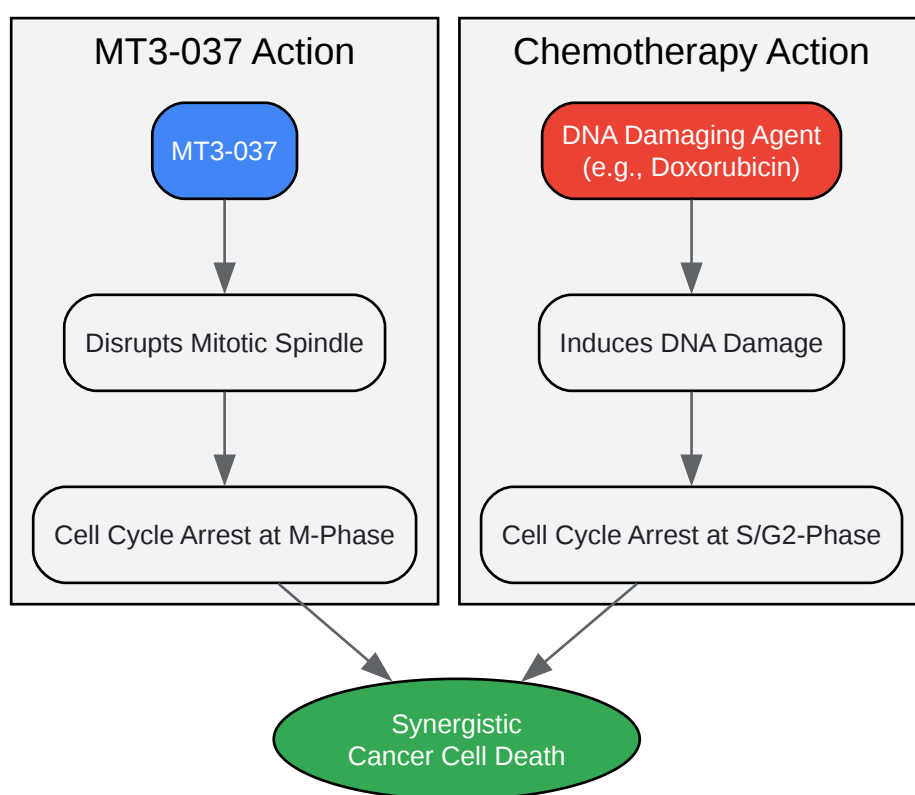 MT3-037 Action
MT3-037
Disrupts Mitotic Spindle
Cell Cycle Arrest at M-Phase
Chemotherapy Action
DNA Damaging Agent
(e.g., Doxorubicin)
Induces DNA Damage
Cell Cycle Arrest at S/G2-Phase
Synergistic
Cancer Cell Death